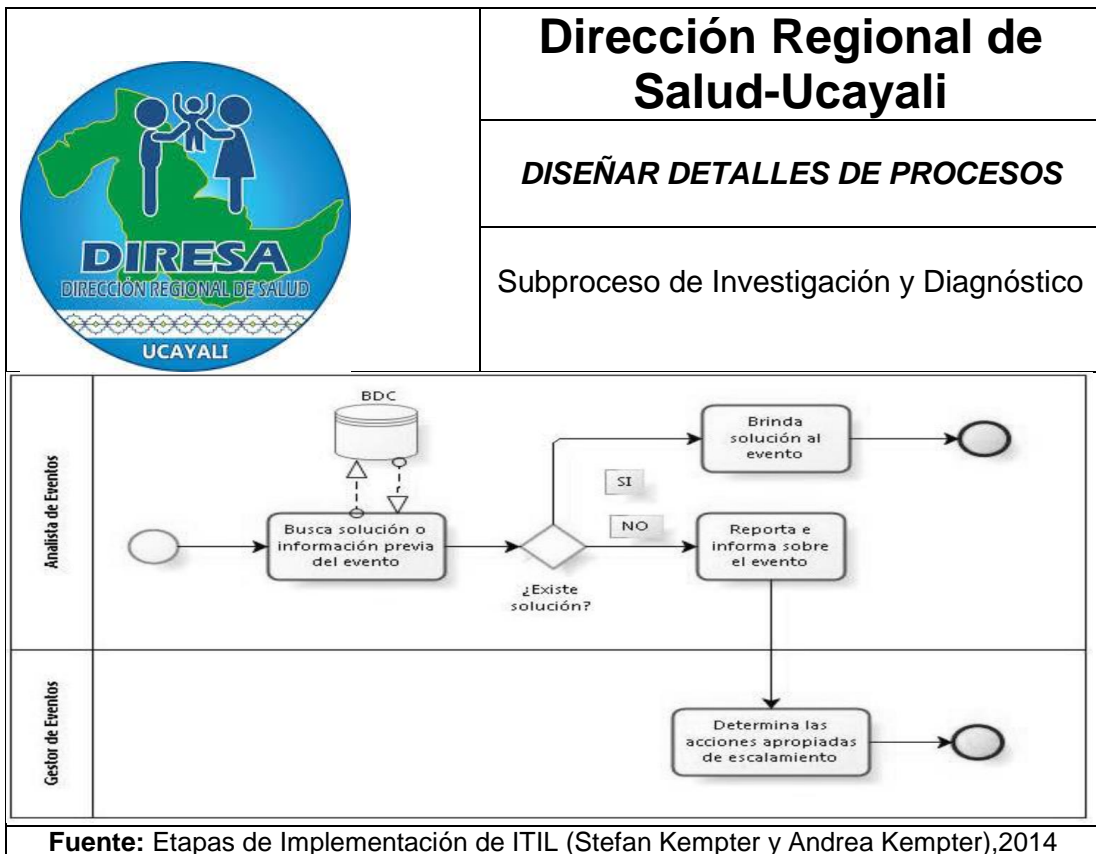 Dirección Regional de
Salud-Ucayali
DISEÑAR DETALLES DE PROCESOS
Subproceso de Investigación y Diagnóstico
DIRESA
DIRECCIÓN REGIONAL DE SALUD
UCAYALI
Analista de Eventos
BDC
Busca solución o
información previa
del evento
¿Existe
solución?
SI
NO
Brinda
solución al
evento
Reporta e
informa sobre
el evento
Gestor de Eventos
Determina las
acciones apropiadas
de escalamiento
Fuente: Etapas de Implementación de ITIL (Stefan Kempter y Andrea Kempter),2014